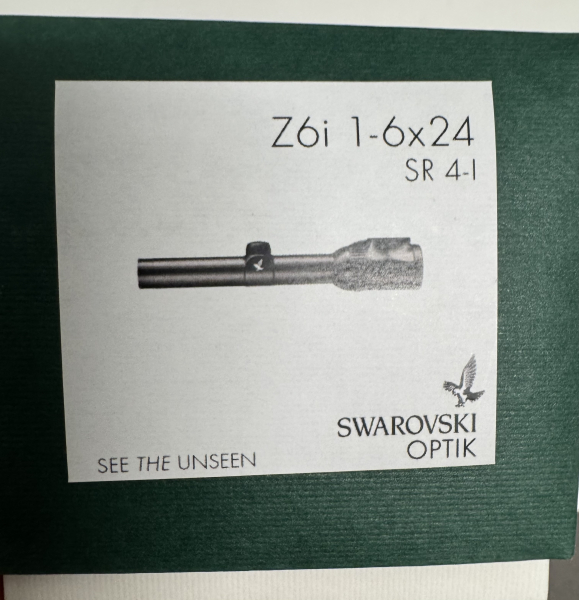 Z6i 1-6x24
SR 4-I
SWAROVSKI
OPTIK
SEE THE UNSEEN